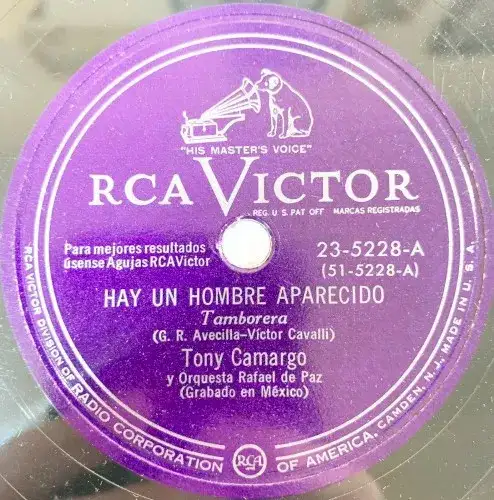 "HIS MASTER'S VOICE"
RCA VICTOR
REG. U. S. PAT OFF MARCAS REGISTRADAS
Para mejores resultados
úsense Agujas RCA Victor
23-5228-A
(51-5228-A)
HAY UN HOMBRE APARECIDO
Tamborera
(G. R. Avecilla-Víctor Cavalli)
Tony Camargo
y Orquesta Rafael de Paz
(Grabado en México)
RCA VICTOR DIVISION OF RADIO CORPORATION OF AMERICA, CAMDEN, N. J. MADE IN U. S. A.
RCA